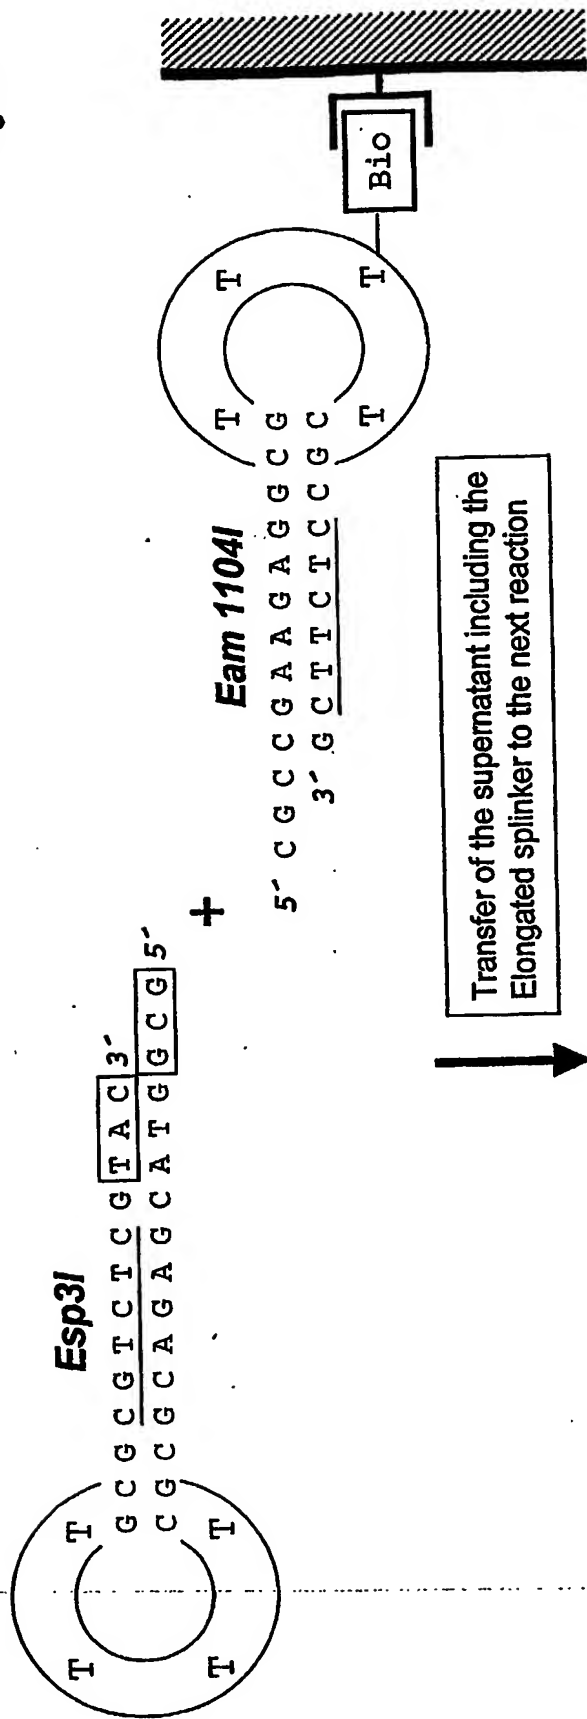 Esp3I
T T
G C G C G T C T C G T A C 3´
C G C G C A G A G C A T G G C G 5´
T T
+
Eam 1104I
T T
5´ C G C C G A A G A G G C G
3´ G C T T C T C C G C
T T
Bio
Transfer of the supernatant including the
Elongated splinker to the next reaction